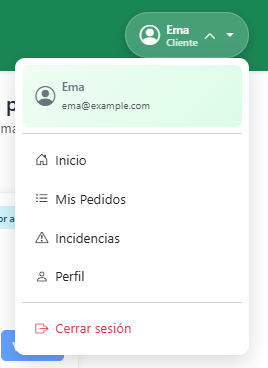 Ema
Cliente
Ema
ema@example.com
Inicio
Mis Pedidos
Incidencias
Perfil
Cerrar sesión